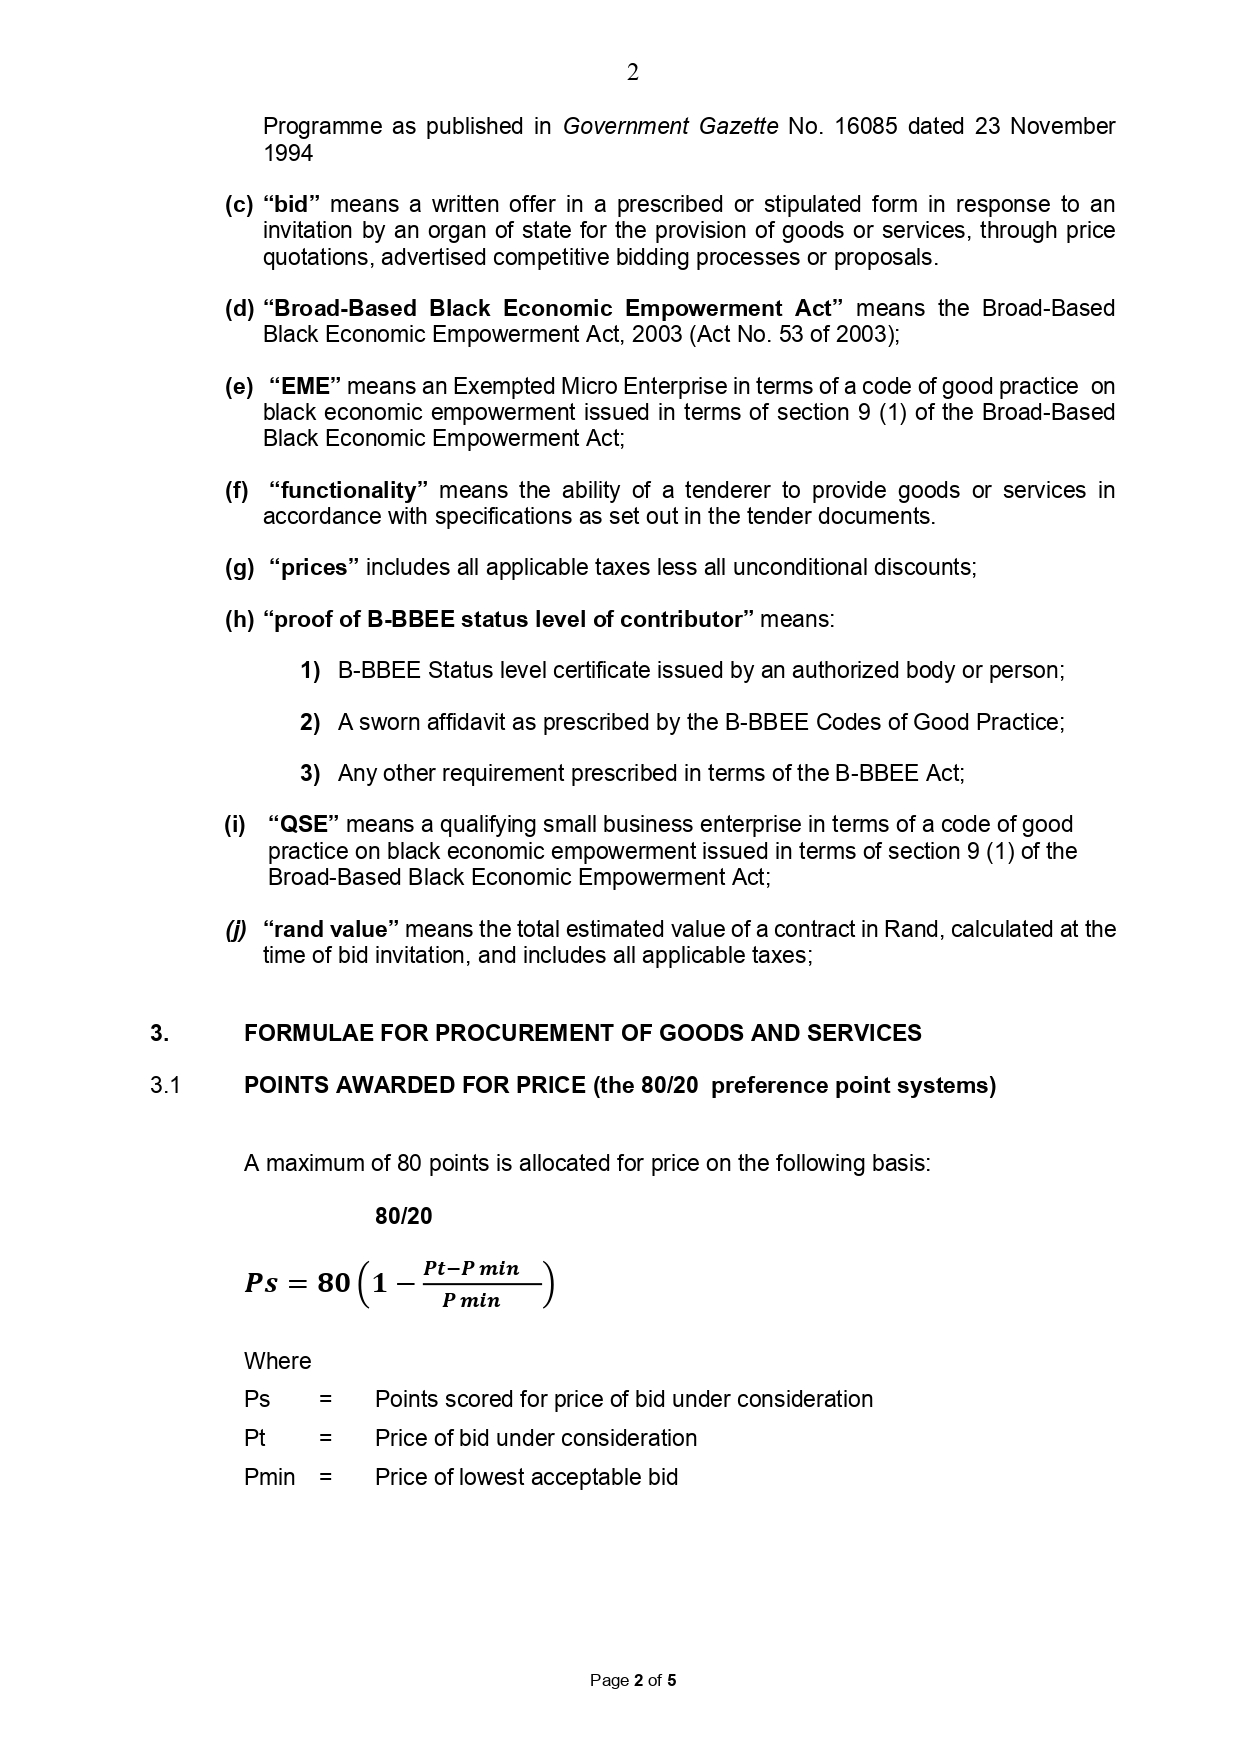 2
Programme as published in Government Gazette No. 16085 dated 23 November
1994
(c) “bid” means a written offer in a prescribed or stipulated form in response to an
invitation by an organ of state for the provision of goods or services, through price
quotations, advertised competitive bidding processes or proposals.
(d) “Broad-Based Black Economic Empowerment Act” means the Broad-Based
Black Economic Empowerment Act, 2003 (Act No. 53 of 2003);
(e) “EME” means an Exempted Micro Enterprise in terms of a code of good practice on
black economic empowerment issued in terms of section 9 (1) of the Broad-Based
Black Economic Empowerment Act;
(f) “functionality” means the ability of a tenderer to provide goods or services in
accordance with specifications as set out in the tender documents.
(g) “prices” includes all applicable taxes less all unconditional discounts;
(h) “proof of B-BBEE status level of contributor” means:
1) B-BBEE Status level certificate issued by an authorized body or person;
2) A sworn affidavit as prescribed by the B-BBEE Codes of Good Practice;
3) Any other requirement prescribed in terms of the B-BBEE Act;
(i) “QSE” means a qualifying small business enterprise in terms of a code of good
practice on black economic empowerment issued in terms of section 9 (1) of the
Broad-Based Black Economic Empowerment Act;
(j) “rand value” means the total estimated value of a contract in Rand, calculated at the
time of bid invitation, and includes all applicable taxes;
3. FORMULAE FOR PROCUREMENT OF GOODS AND SERVICES
3.1 POINTS AWARDED FOR PRICE (the 80/20 preference point systems)
A maximum of 80 points is allocated for price on the following basis:
80/20
Ps = 80 (1 − Pt−P min / P min)
Where
Ps = Points scored for price of bid under consideration
Pt = Price of bid under consideration
Pmin = Price of lowest acceptable bid
Page 2 of 5